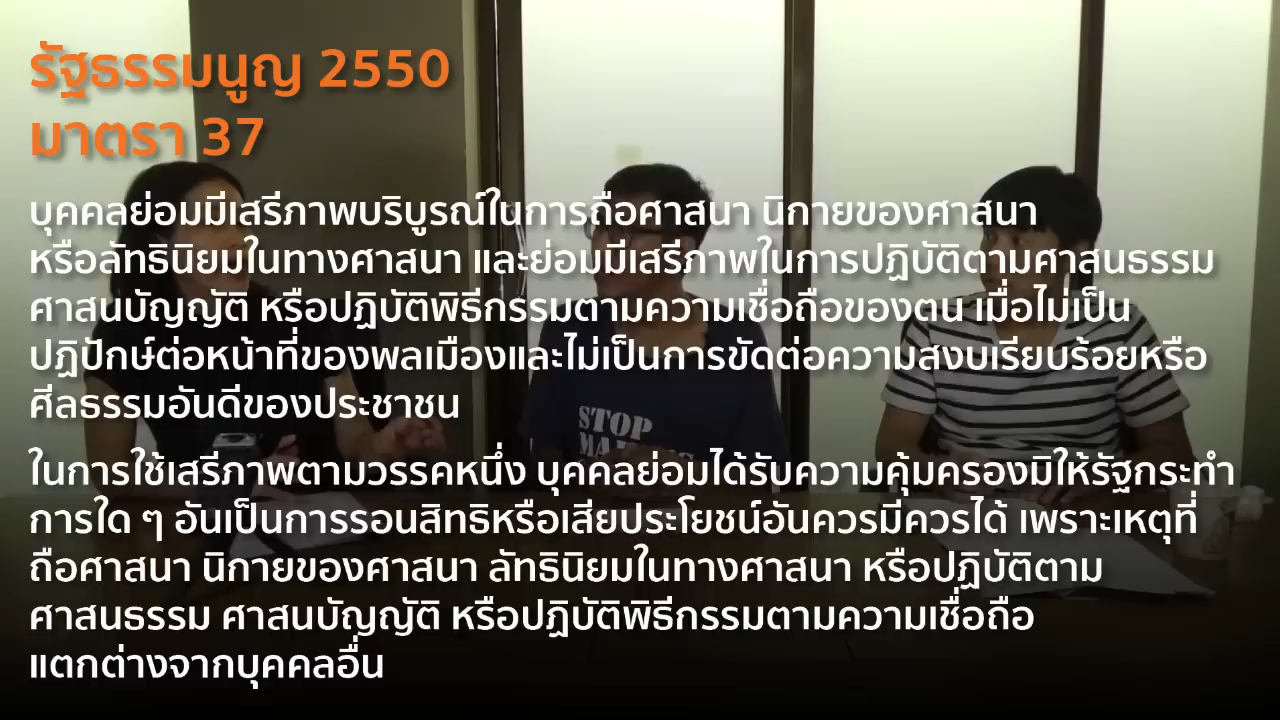 รัฐธรรมนูญ 2550
มาตรา 37
บุคคลย่อมมีเสรีภาพบริบูรณ์ในการถือศาสนา นิกายของศาสนา
หรือลัทธินิยมในทางศาสนา และย่อมมีเสรีภาพในการปฏิบัติตามศาสนธรรม
ศาสนบัญญัติ หรือปฏิบัติพิธีกรรมตามความเชื่อถือของตน เมื่อไม่เป็น
ปฏิปักษ์ต่อหน้าที่ของพลเมืองและไม่เป็นการขัดต่อความสงบเรียบร้อยหรือ
ศีลธรรมอันดีของประชาชน
STOP
ในการใช้เสรีภาพตามวรรคหนึ่ง บุคคลย่อมได้รับความคุ้มครองมิให้รัฐกระทำ
การใด ๆ อันเป็นการรอนสิทธิหรือเสียประโยชน์อันควรมีควรได้ เพราะเหตุที่
ถือศาสนา นิกายของศาสนา ลัทธินิยมในทางศาสนา หรือปฏิบัติตาม
ศาสนธรรม ศาสนบัญญัติ หรือปฏิบัติพิธีกรรมตามความเชื่อถือ
แตกต่างจากบุคคลอื่น